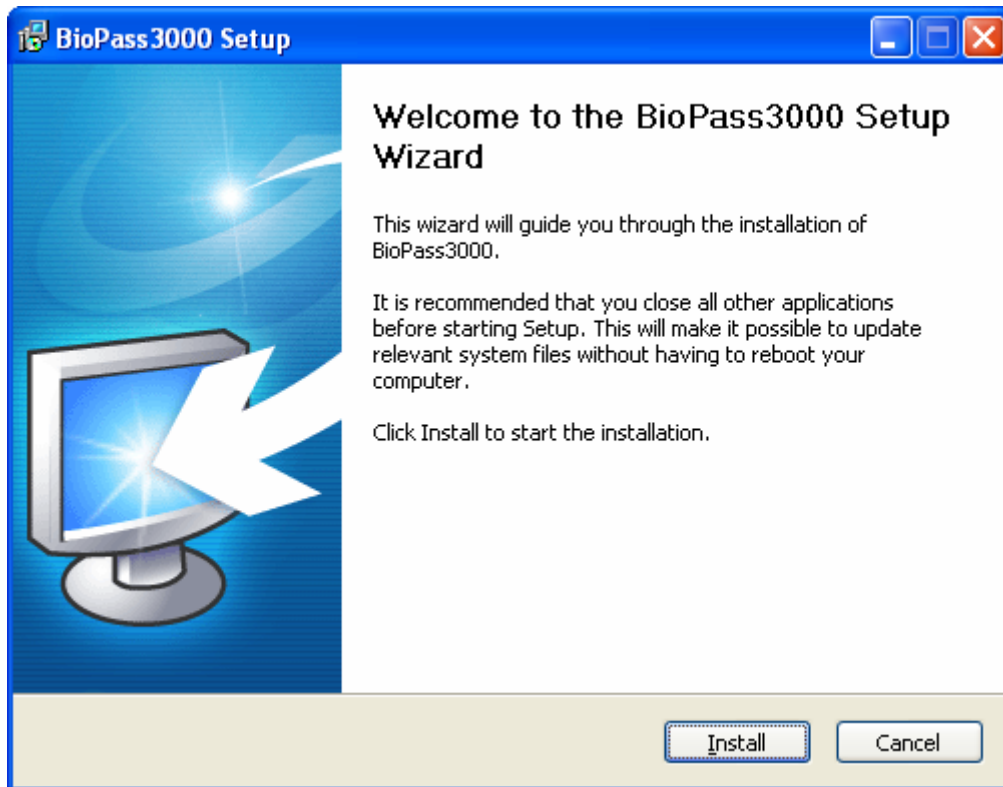 BioPass3000 Setup
Welcome to the BioPass3000 Setup
Wizard
This wizard will guide you through the installation of
BioPass3000.
It is recommended that you close all other applications
before starting Setup. This will make it possible to update
relevant system files without having to reboot your
computer.
Click Install to start the installation.
Install
Cancel